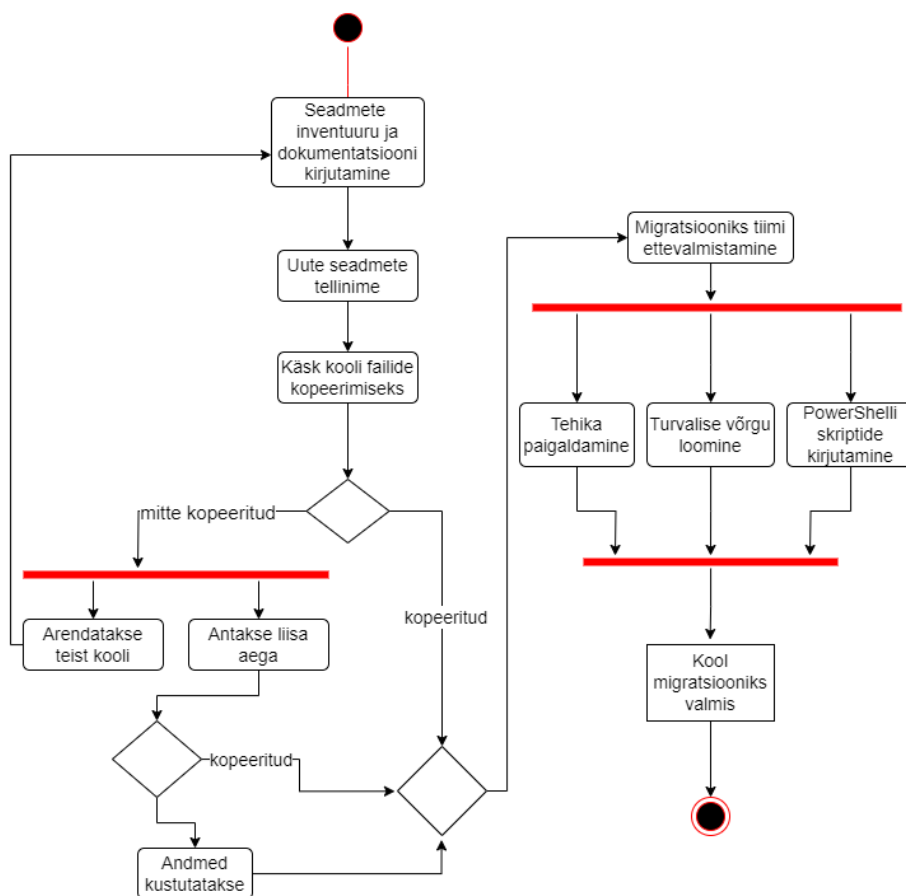 Seadmete
inventuuru ja
dokumentatsiooni
kirjutamine
Uute seadmete
tellinime
Käsk kooli failide
kopeerimiseks
mitte kopeeritud
kopeeritud
Arendatakse
teist kooli
Antakse liisa
aega
kopeeritud
Andmed
kustutatakse
Migratsiooniks tiimi
ettevalmistamine
Tehika
paigaldamine
Turvalise võrgu
loomine
PowerShelli
skriptide
kirjutamine
Kool
migratsiooniks
valmis